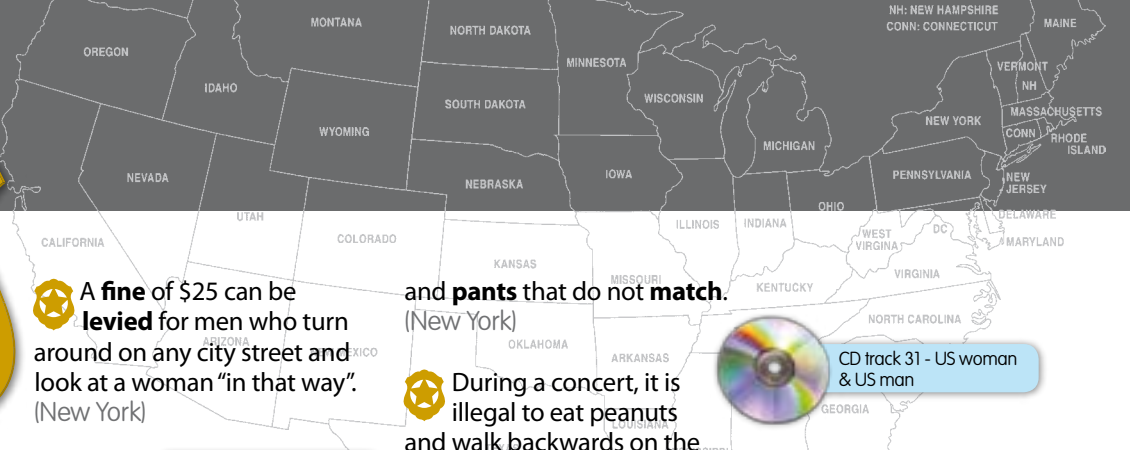 NH: NEW HAMPSHIRE
CONN: CONNECTICUT
MONTANA
NORTH DAKOTA
MAINE
OREGON
MINNESOTA
VERMONT
IDAHO
NH
WISCONSIN
SOUTH DAKOTA
MASSACHUSETTS
NEW YORK
WYOMING
CONN
RHODE
ISLAND
MICHIGAN
NEVADA
IOWA
PENNSYLVANIA
NEBRASKA
NEW
JERSEY
OHIO
UTAH
DELAWARE
ILLINOIS
INDIANA
CALIFORNIA
COLORADO
WEST
VIRGINA
DC
MARYLAND
KANSAS
VIRGINIA
MISSOURI
KENTUCKY
NORTH CAROLINA
ARIZONA
NEW MEXICO
OKLAHOMA
ARKANSAS
GEORGIA
LOUISIANA
A fine of $25 can be
levied for men who turn
around on any city street and
look at a woman “in that way”.
(New York)
and pants that do not match.
(New York)
During a concert, it is
illegal to eat peanuts
and walk backwards on the
CD track 31 - US woman
& US man